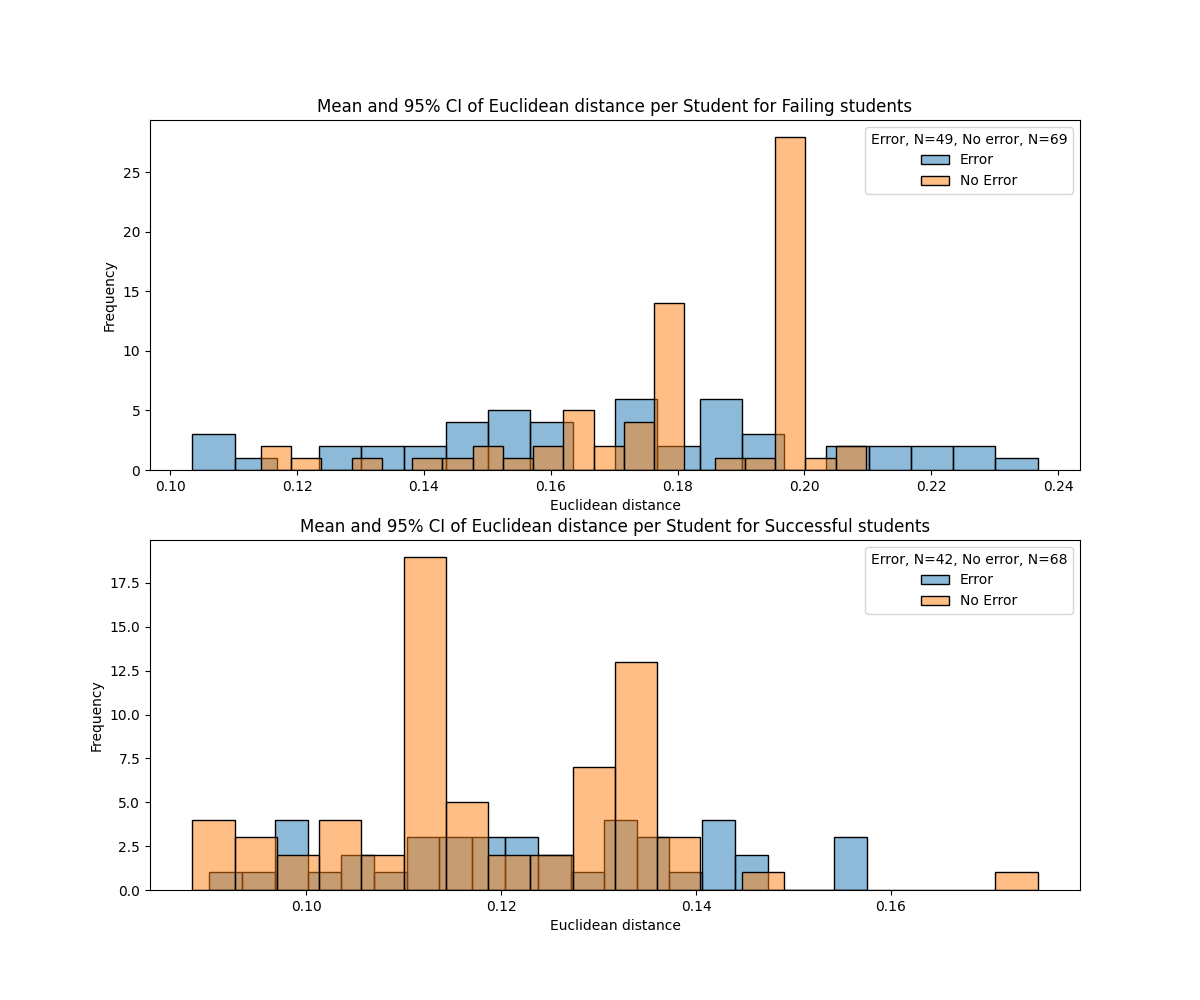 Mean and 95% CI of Euclidean distance per Student for Failing students
Error, N=49, No error, N=69
Error
No Error
25
20
15
10
5
0
Frequency
0.10 0.12 0.14 0.16 0.18 0.20 0.22 0.24
Euclidean distance
Mean and 95% CI of Euclidean distance per Student for Successful students
Error, N=42, No error, N=68
Error
No Error
17.5
15.0
12.5
10.0
7.5
5.0
2.5
0.0
Frequency
0.10 0.12 0.14 0.16
Euclidean distance